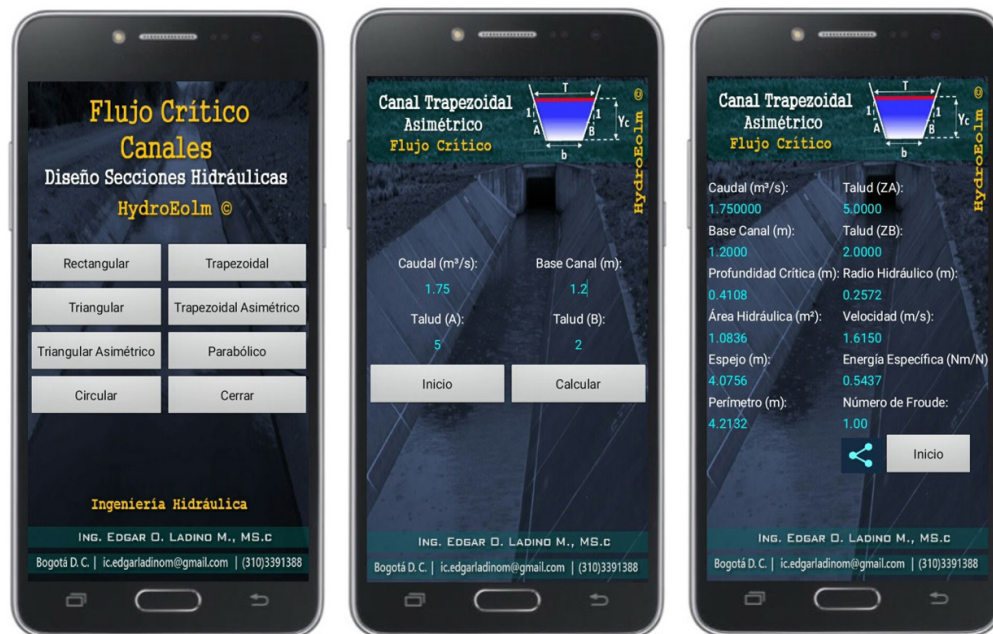 Flujo Crítico
Canales
Diseño Secciones Hidráulicas
HydroEolm ©
Rectangular
Trapezoidal
Triangular
Trapezoidal Asimétrico
Triangular Asimétrico
Parabólico
Circular
Cerrar
Ingeniería Hidráulica
ING. EDGAR O. LADINO M., MS.C
Bogotá D. C. | ic.edgarladinom@gmail.com | (310)3391388
Canal Trapezoidal
Asimétrico
Flujo Crítico
T
1
1
A
B
Yc
b
HydroEolm ©
Caudal (m³/s):
Base Canal (m):
1.75
1.2
Talud (A):
Talud (B):
5
2
Inicio
Calcular
ING. EDGAR O. LADINO M., MS.C
Bogotá D. C. | ic.edgarladinom@gmail.com | (310)3391388
Canal Trapezoidal
Asimétrico
Flujo Crítico
T
1
1
A
B
Yc
b
HydroEolm ©
Caudal (m³/s):
Talud (ZA):
1.750000
5.0000
Base Canal (m):
Talud (ZB):
1.2000
2.0000
Profundidad Crítica (m):
Radio Hidráulico (m):
0.4108
0.2572
Área Hidráulica (m²):
Velocidad (m/s):
1.0836
1.6150
Espejo (m):
Energía Específica (Nm/N)
4.0756
0.5437
Perímetro (m):
Número de Froude:
4.2132
1.00
Inicio
ING. EDGAR O. LADINO M., MS.C
Bogotá D. C. | ic.edgarladinom@gmail.com | (310)3391388